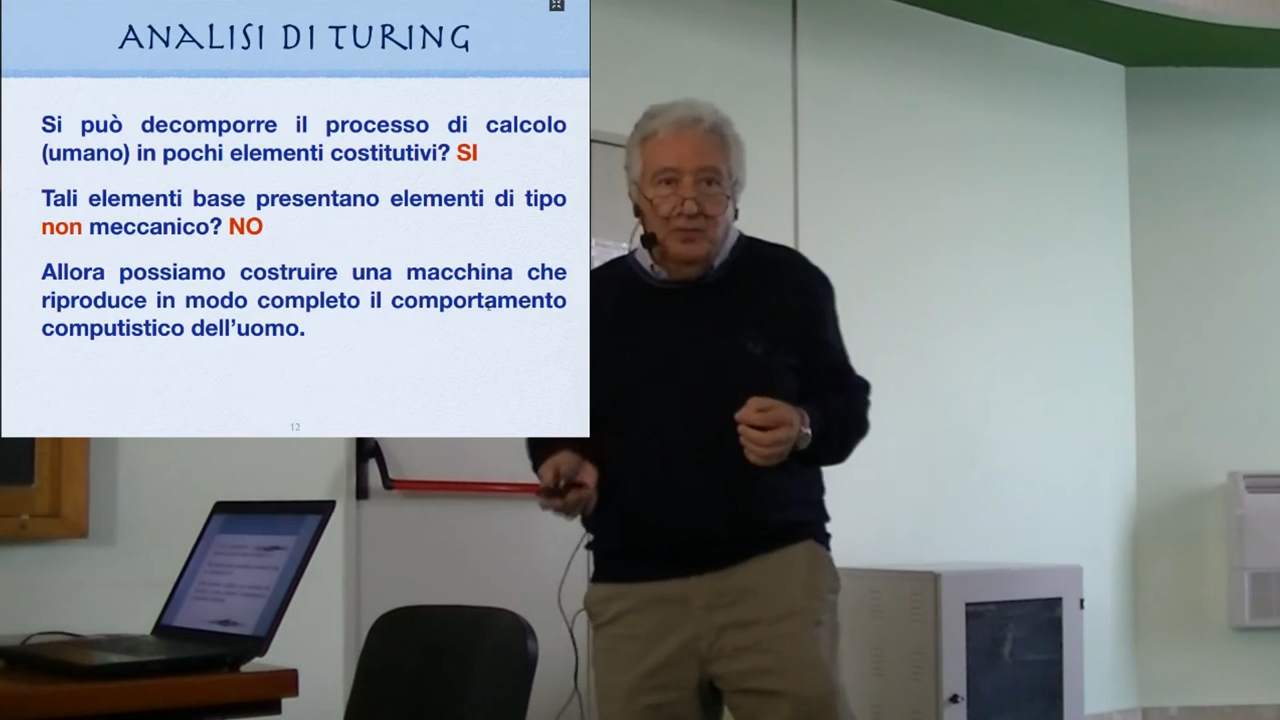 ANALISI DI TURING
Si può decomporre il processo di calcolo
(umano) in pochi elementi costitutivi? SI
Tali elementi base presentano elementi di tipo
non meccanico? NO
Allora possiamo costruire una macchina che
riproduce in modo completo il comportamento
computistico dell'uomo.
12